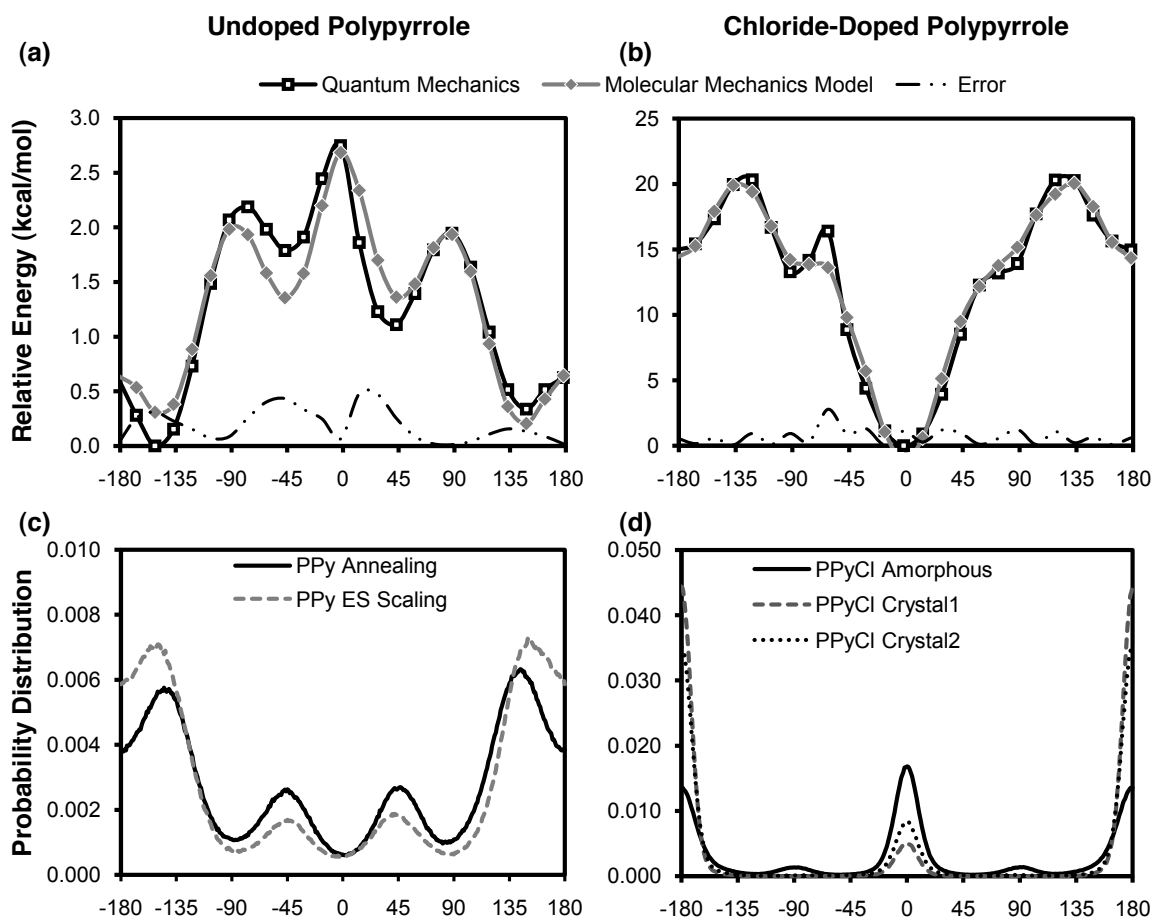 Undoped Polypyrrole
Chloride-Doped Polypyrrole
(a)
(b)
Quantum Mechanics Molecular Mechanics Model Error
Relative Energy (kcal/mol)
3.0
2.5
2.0
1.5
1.0
0.5
0.0
-180 -135 -90 -45 0 45 90 135 180
25
20
15
10
5
0
-180 -135 -90 -45 0 45 90 135 180
(c)
(d)
Probability Distribution
0.010
0.008
0.006
0.004
0.002
0.000
PPy Annealing
PPy ES Scaling
-180 -135 -90 -45 0 45 90 135 180
0.050
0.040
0.030
0.020
0.010
0.000
PPyCl Amorphous
PPyCl Crystal1
PPyCl Crystal2
-180 -135 -90 -45 0 45 90 135 180